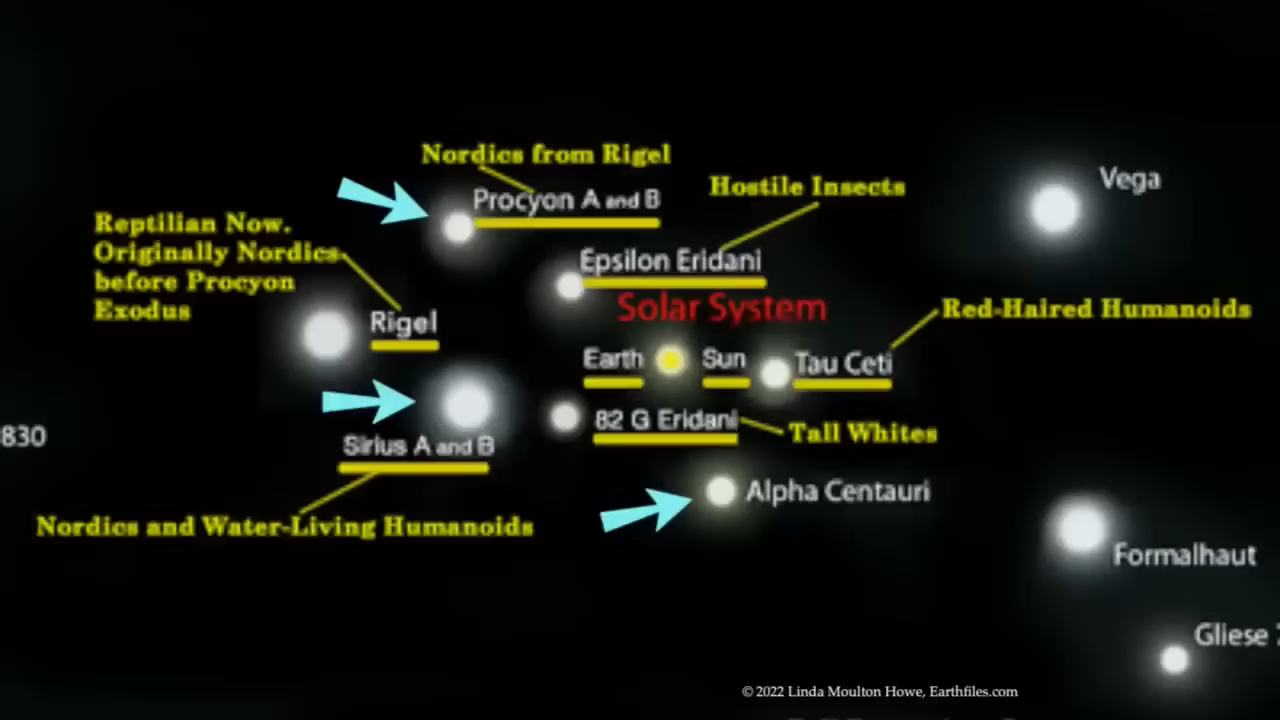 Nordics from Rigel
Procyon A and B
Hostile Insects
Vega
Reptilian Now.
Originally Nordics
before Procyon
Exodus
Epsilon Eridani
Solar System
Red-Haired Humanoids
Rigel
Earth
Sun
Tau Ceti
82 G Eridani
Tall Whites
830
Sirius A and B
Alpha Centauri
Nordics and Water-Living Humanoids
Formalhaut
Gliese
© 2022 Linda Moulton Howe, Earthfiles.com